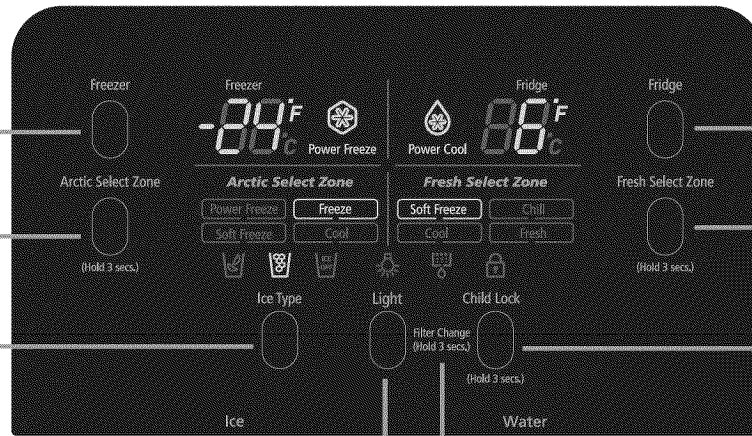 Freezer
Freezer
Fridge
Fridge
-24°F
°C
Power Freeze
Power Cool
6°F
°C
Arctic Select Zone
Arctic Select Zone
Fresh Select Zone
Fresh Select Zone
Power Freeze
Freeze
Soft Freeze
Chill
Soft Freeze
Cool
Cool
Fresh
(Hold 3 secs.)
(Hold 3 secs.)
ICE OFF
Ice Type
Light
Child Lock
Filter Change
(Hold 3 secs.)
(Hold 3 secs.)
Ice
Water